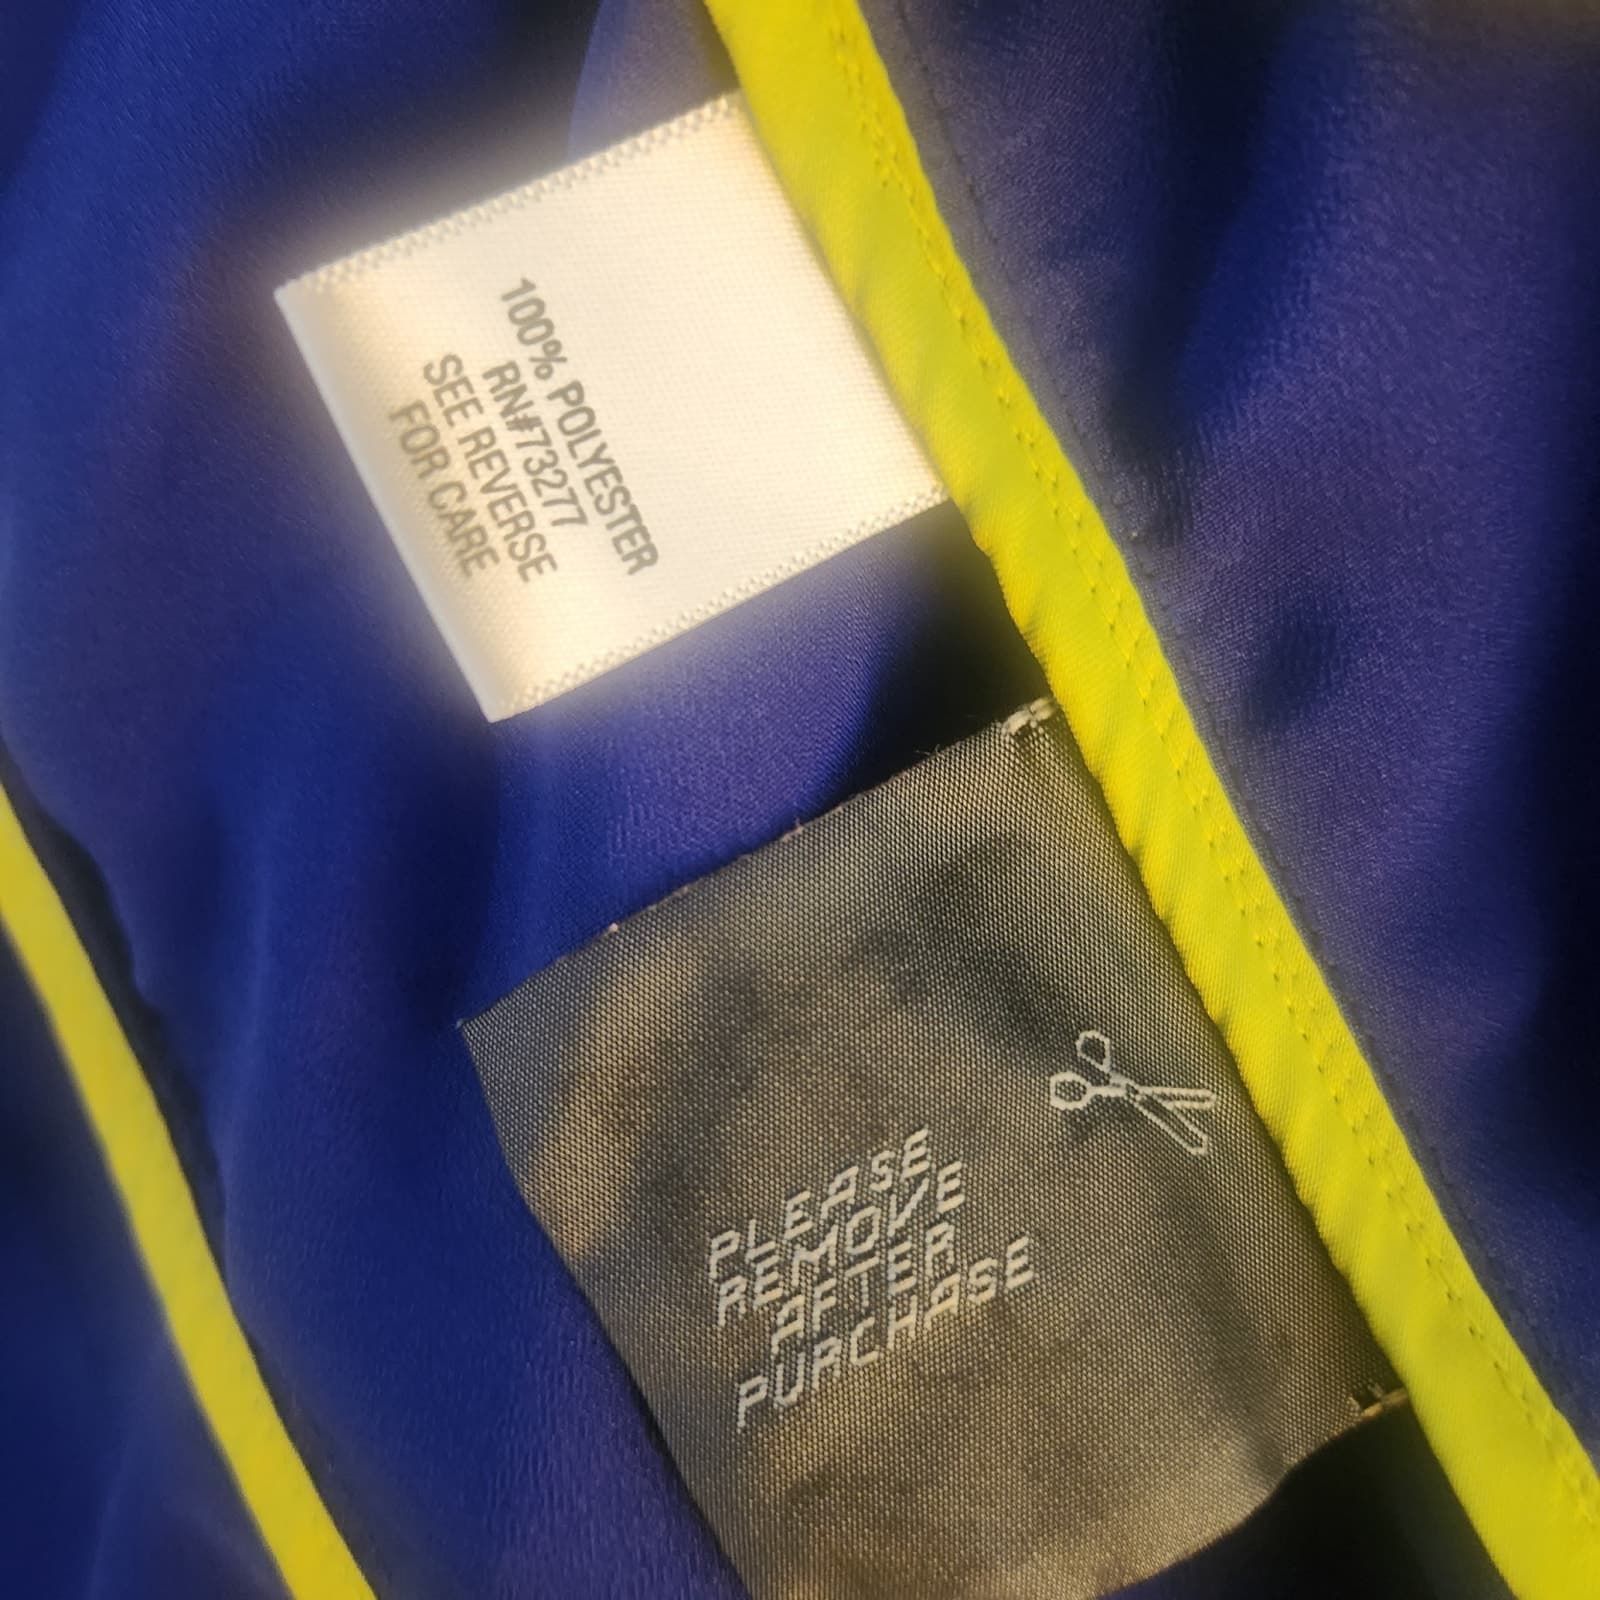 100% POLYESTER
RN#73277
SEE REVERSE
FOR CARE
PLEASE
REMOVE
AFTER
PURCHASE